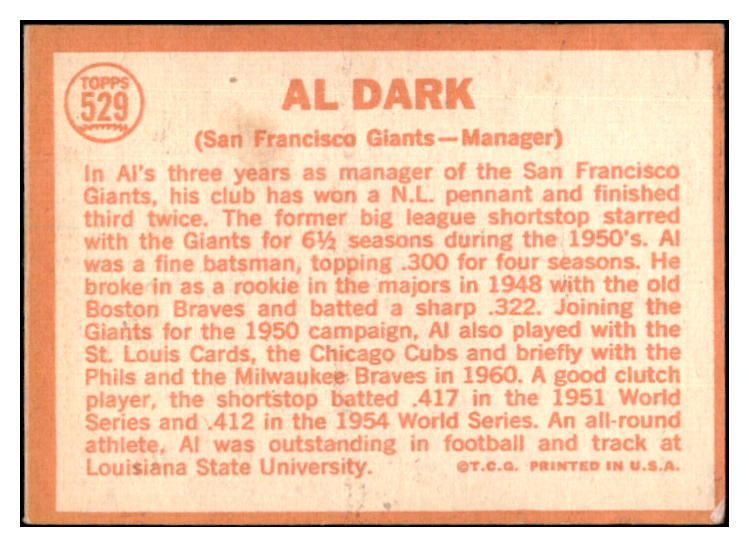 TOPPS
529
AL DARK
(San Francisco Giants—Manager)
In Al's three years as manager of the San Francisco
Giants, his club has won a N.L. pennant and finished
third twice. The former big league shortstop starred
with the Giants for 6½ seasons during the 1950's. Al
was a fine batsman, topping .300 for four seasons. He
broke in as a rookie in the majors in 1948 with the old
Boston Braves and batted a sharp .322. Joining the
Giants for the 1950 campaign, Al also played with the
St. Louis Cards, the Chicago Cubs and briefly with the
Phils and the Milwaukee Braves in 1960. A good clutch
player, the shortstop batted .417 in the 1951 World
Series and .412 in the 1954 World Series. An all-round
athlete, Al was outstanding in football and track at
Louisiana State University. ©T.C.G. PRINTED IN U.S.A.